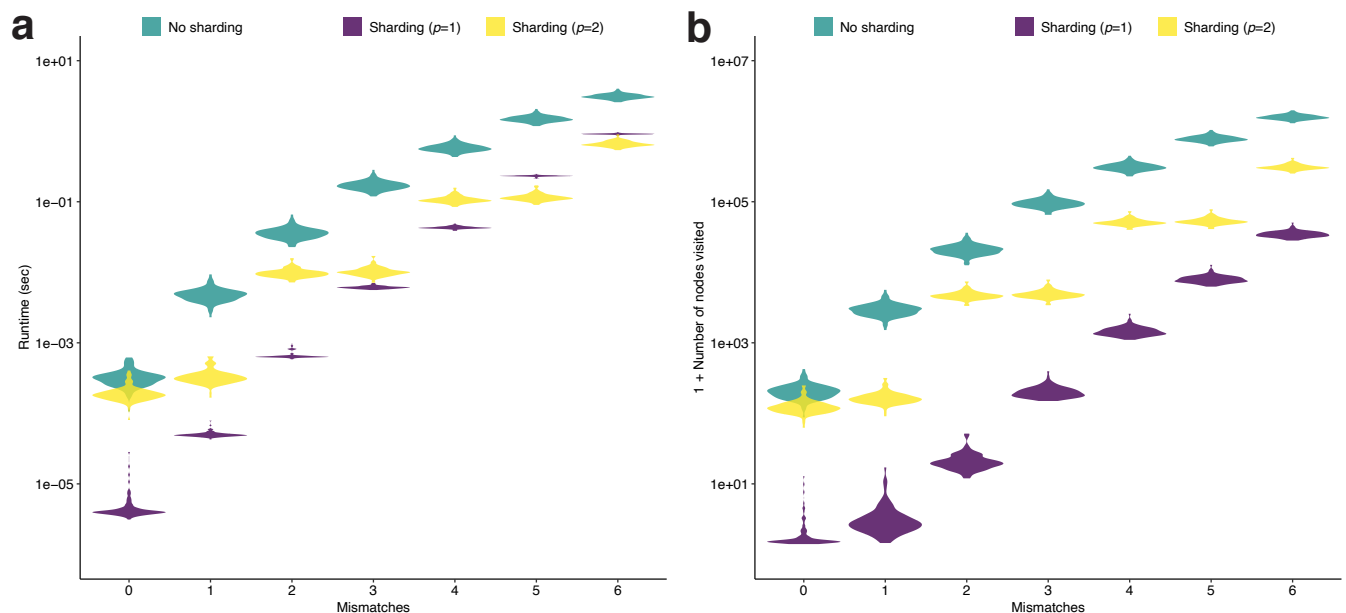 a
No sharding
Sharding (p=1)
Sharding (p=2)
1e+01
1e−01
1e−03
1e−05
Runtime (sec)
0 1 2 3 4 5 6
Mismatches
b
No sharding
Sharding (p=1)
Sharding (p=2)
1e+07
1e+05
1e+03
1e+01
1 + Number of nodes visited
0 1 2 3 4 5 6
Mismatches